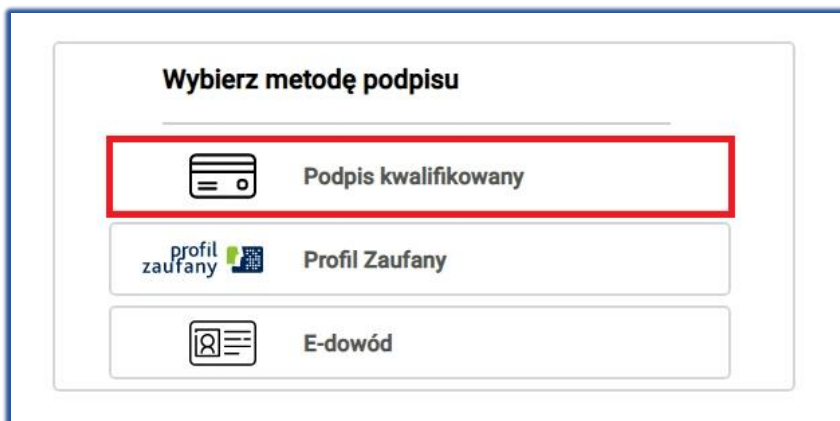 Wybierz metodę podpisu
Podpis kwalifikowany
profil
zaufany
Profil Zaufany
E-dowód